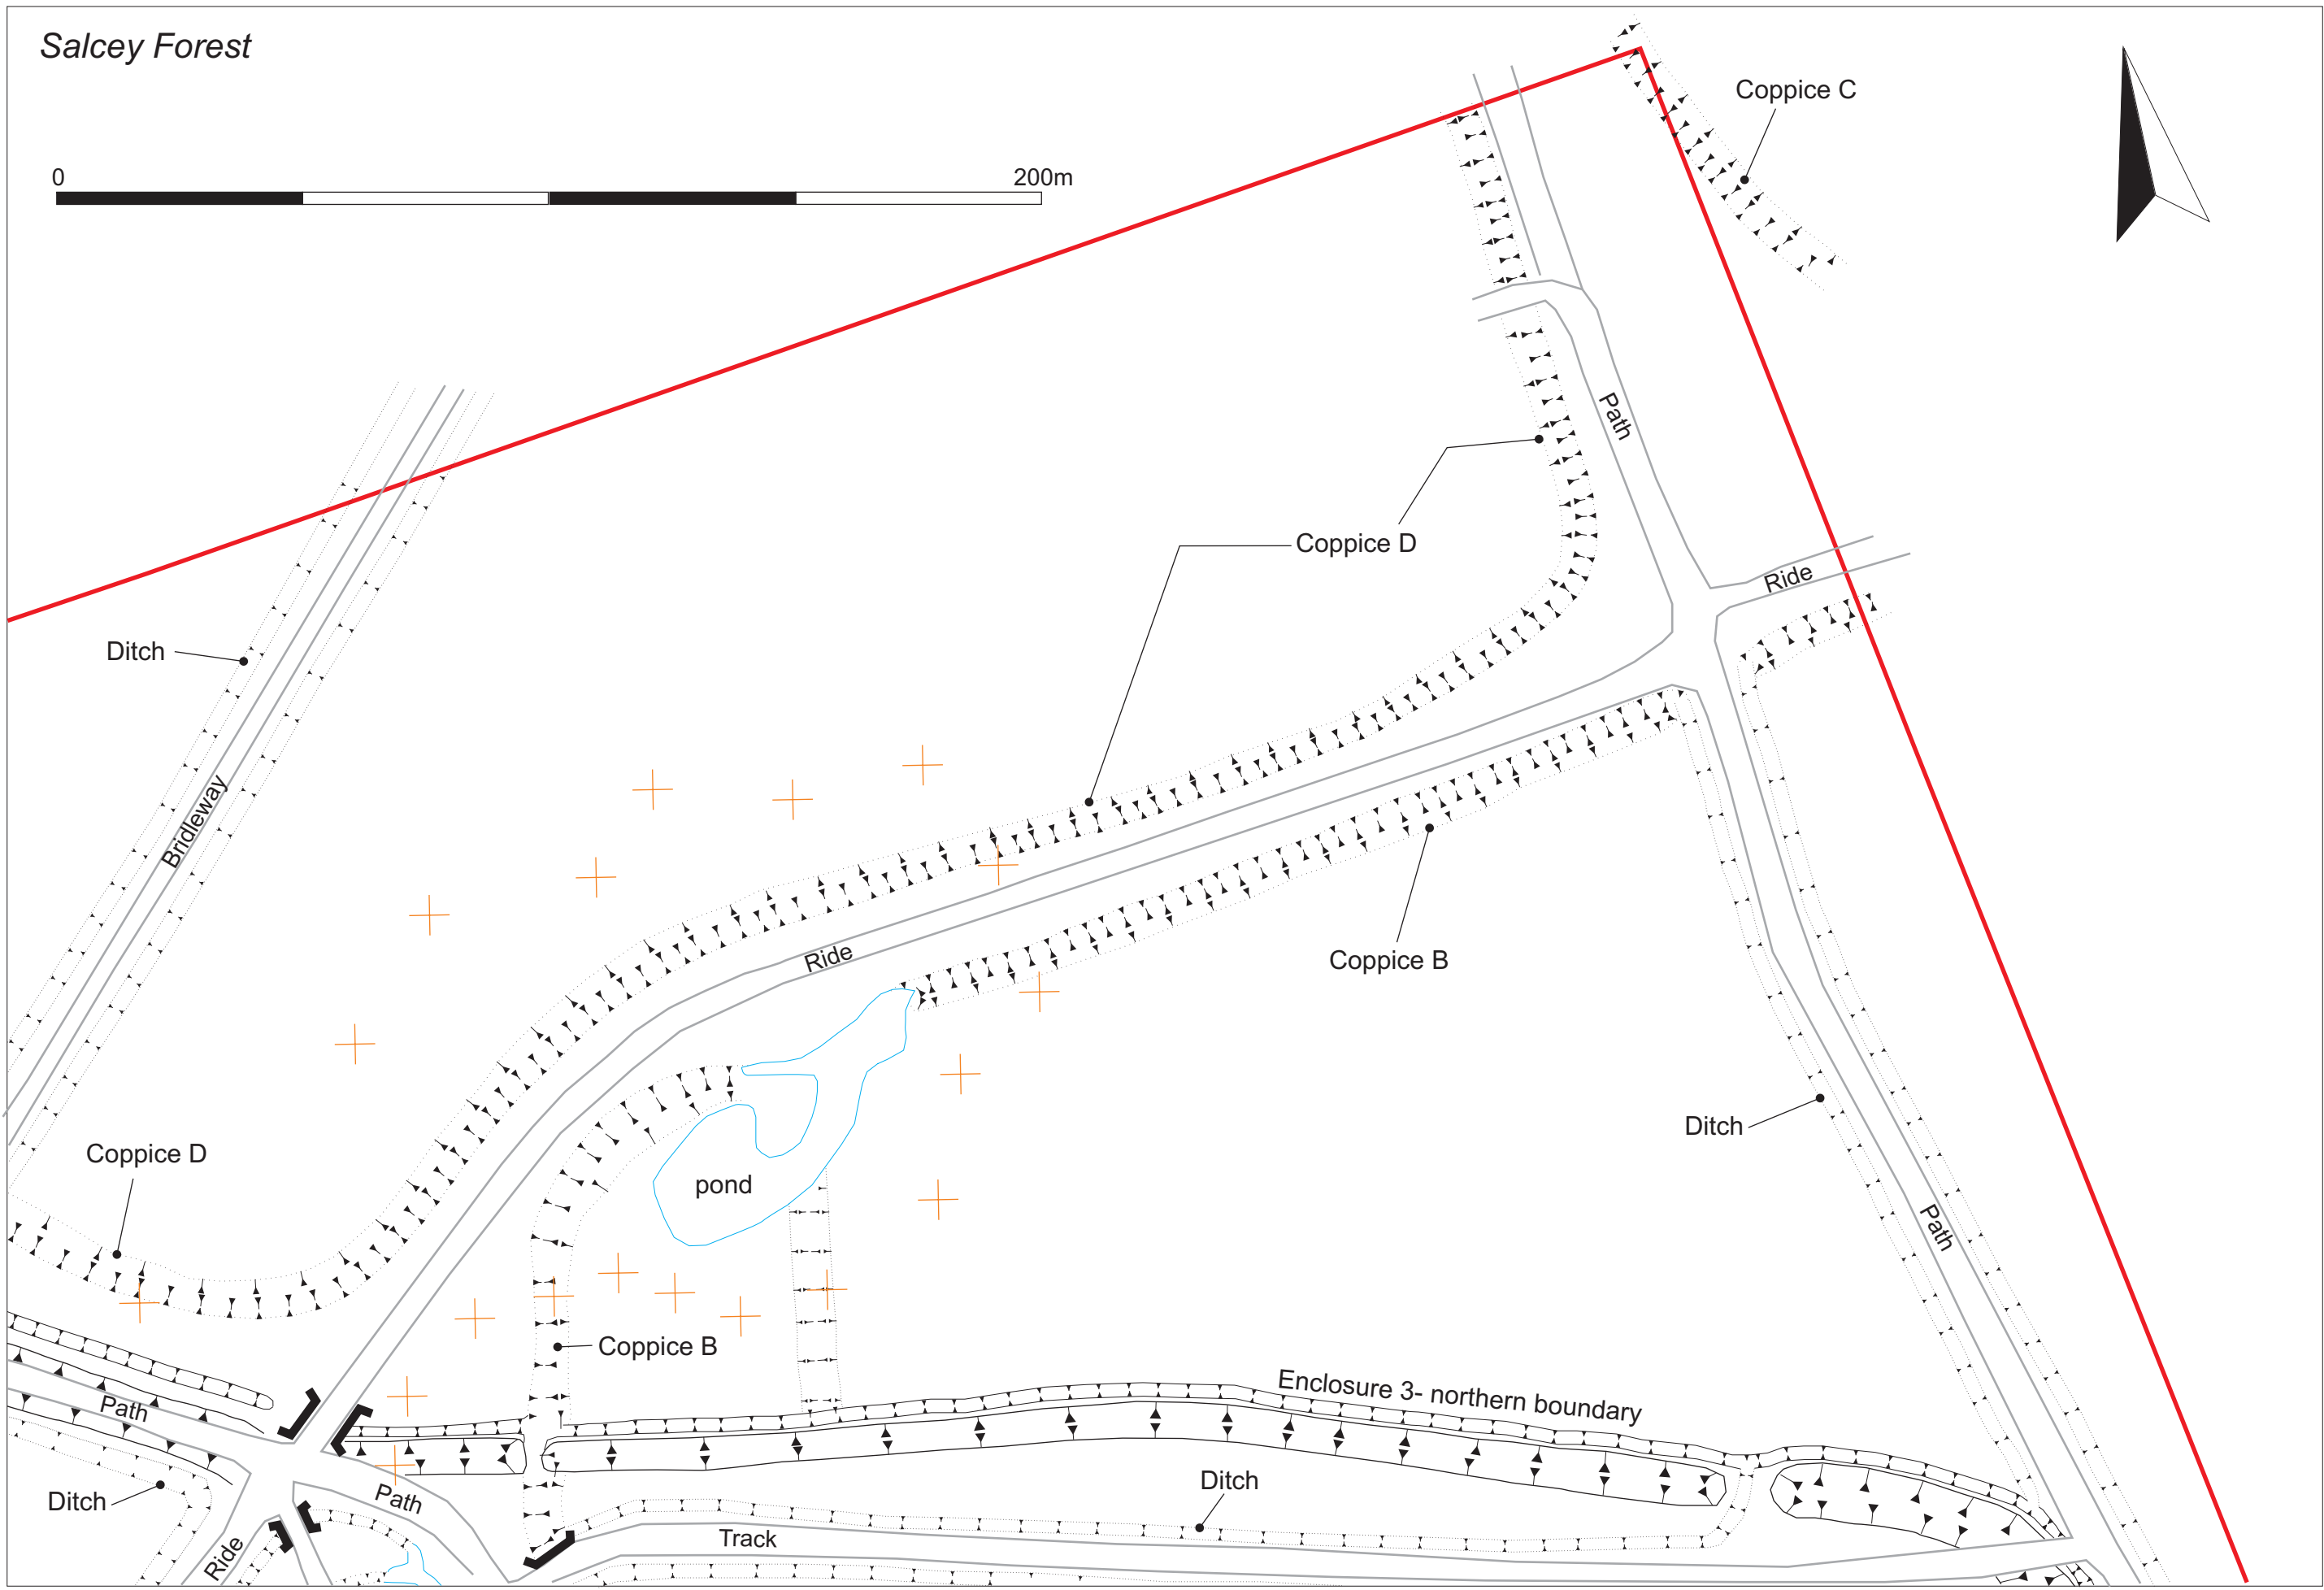 Salcey Forest
Coppice C
0
200m
Path
Coppice D
Ride
Ditch
Bridleway
Ride
Coppice B
Ditch
Coppice D
pond
Path
Coppice B
Enclosure 3- northern boundary
Path
Ditch
Ditch
Path
Track
Ride